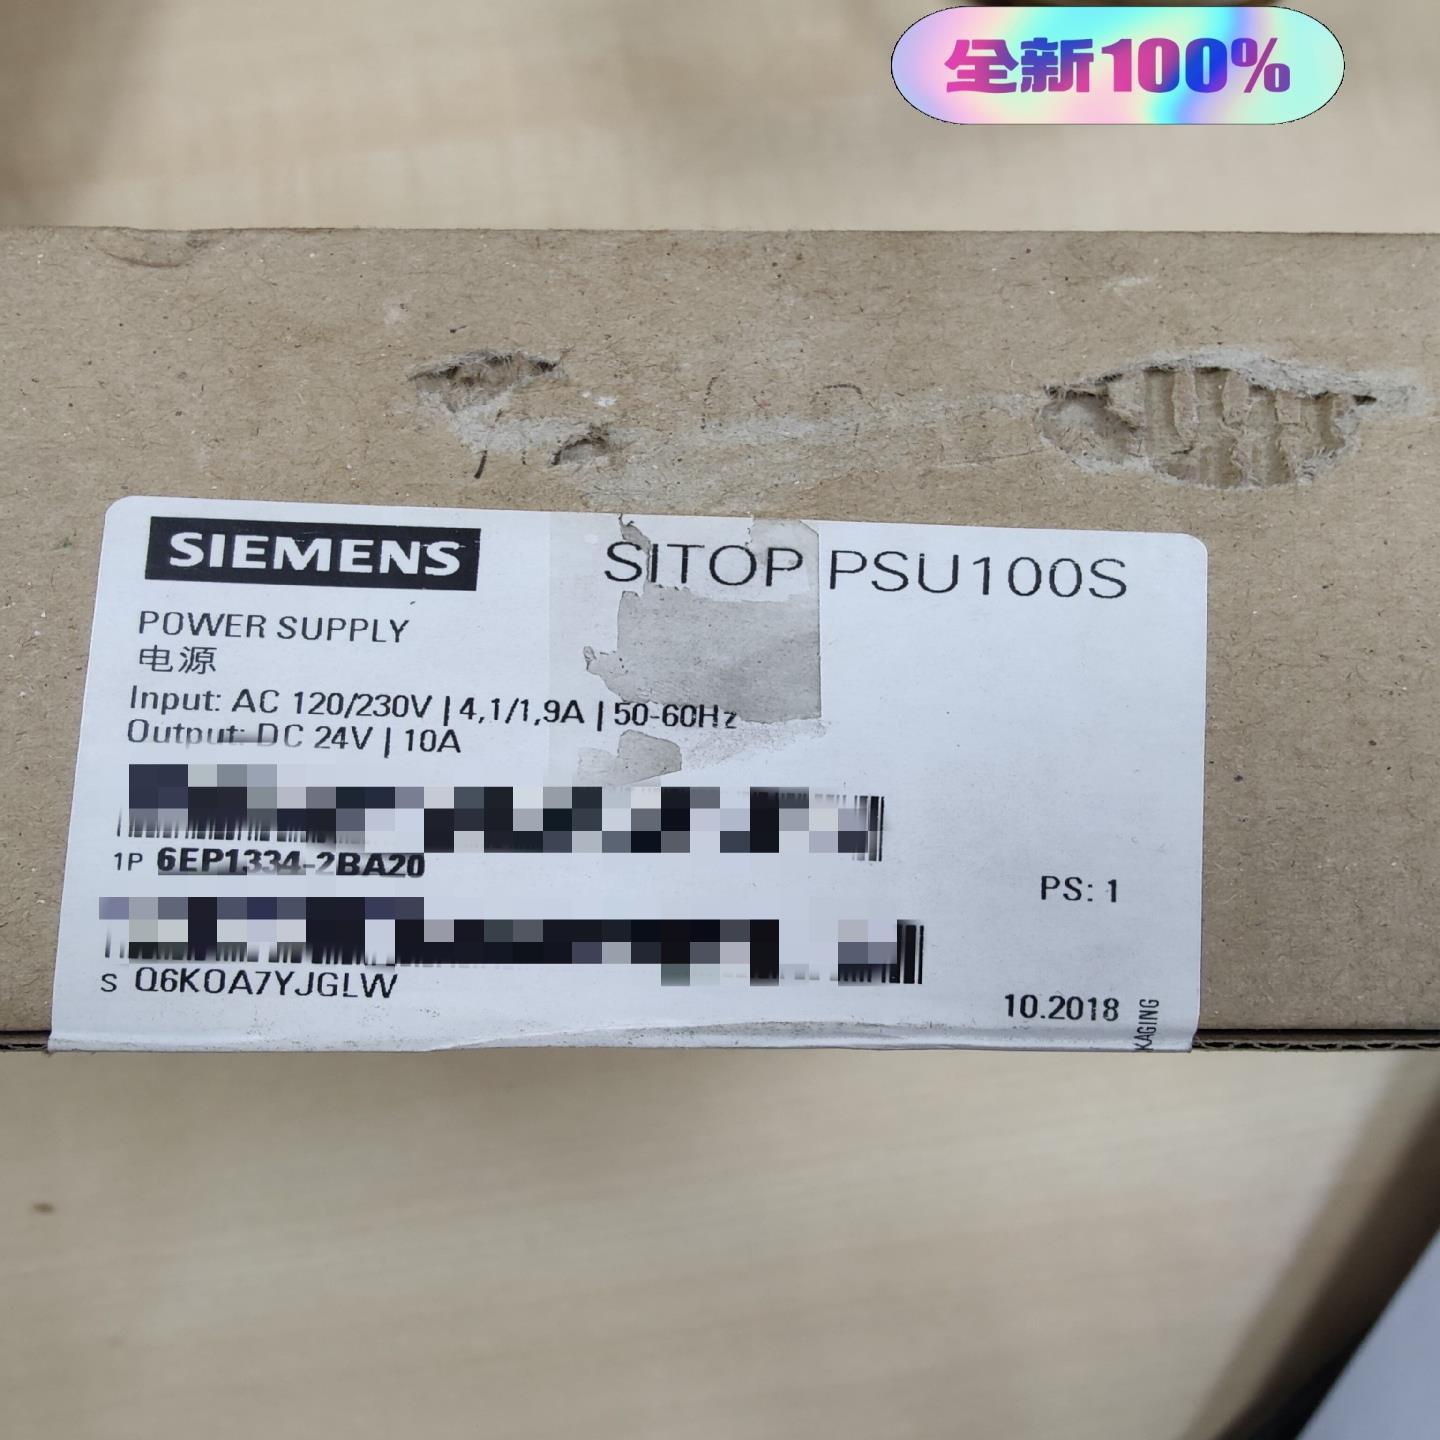 全新100%
SIEMENS
SITOP PSU100S
POWER SUPPLY
电源
Input: AC 120/230V | 4,1/1,9A | 50-60Hz
Output: DC 24V | 10A
1P 6EP1334-2BA20
PS: 1
S Q6K0A7YJGLW
10.2018
KAGING